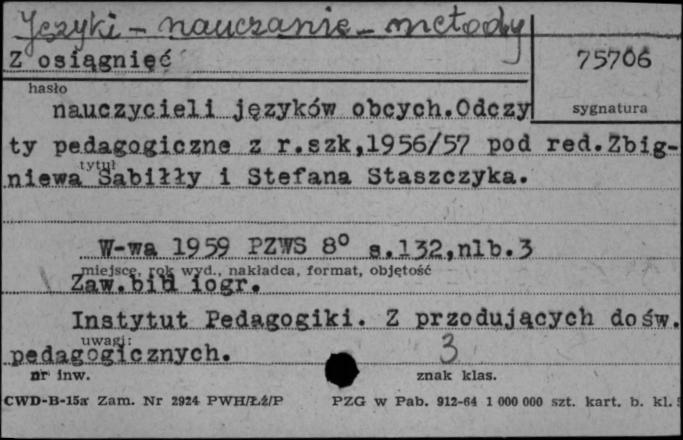 Języki - nauczanie - metody
Z osiągnięć
75706
hasło
nauczycieli języków obcych.Odczy
sygnatura
ty pedagogiczne z r.szk,1956/57 pod red.Zbig-
tytuł
niewa Sabiłły i Stefana Staszczyka.
W-wa 1959 PZWS 8° s.132,nlb.3
miejsce, rok wyd., nakładca, format, objętość
Zaw.bibliogr.
Instytut Pedagogiki. Z przodujących dośw.
uwagi:
pedagogicznych.
3
nr inw.
znak klas.
CWD-B-15a Zam. Nr 2924 PWH/Łź/P
PZG w Pab. 912-64 1 000 000 szt. kart. b. kl.